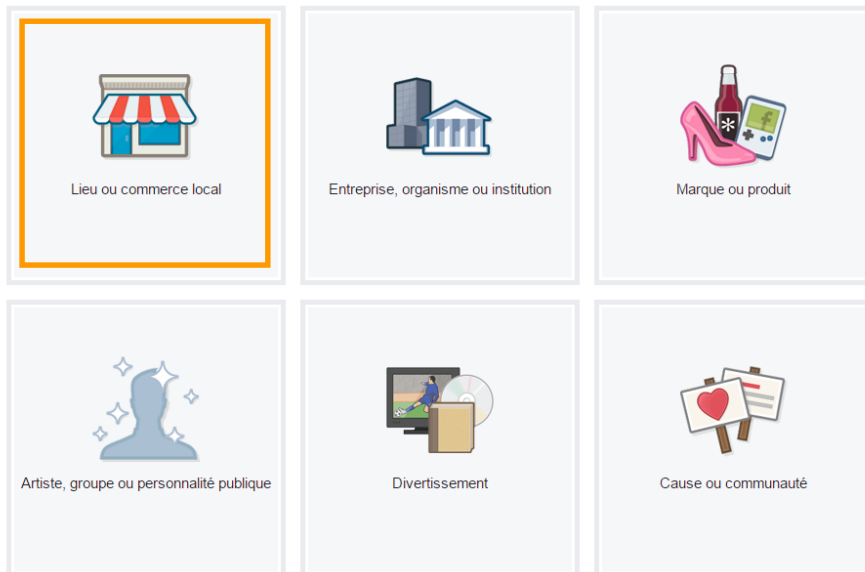 Lieu ou commerce local
Entreprise, organisme ou institution
Marque ou produit
Artiste, groupe ou personnalité publique
Divertissement
Cause ou communauté